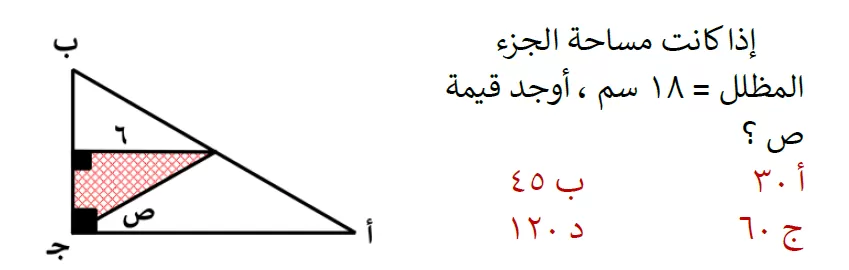 إذا كانت مساحة الجزء
المظلل = ١٨ سم ، أوجد قيمة
ص ؟
أ ٣٠ ب ٤٥
ج ٦٠ د ١٢٠
ب
٦
ص
ج
أ